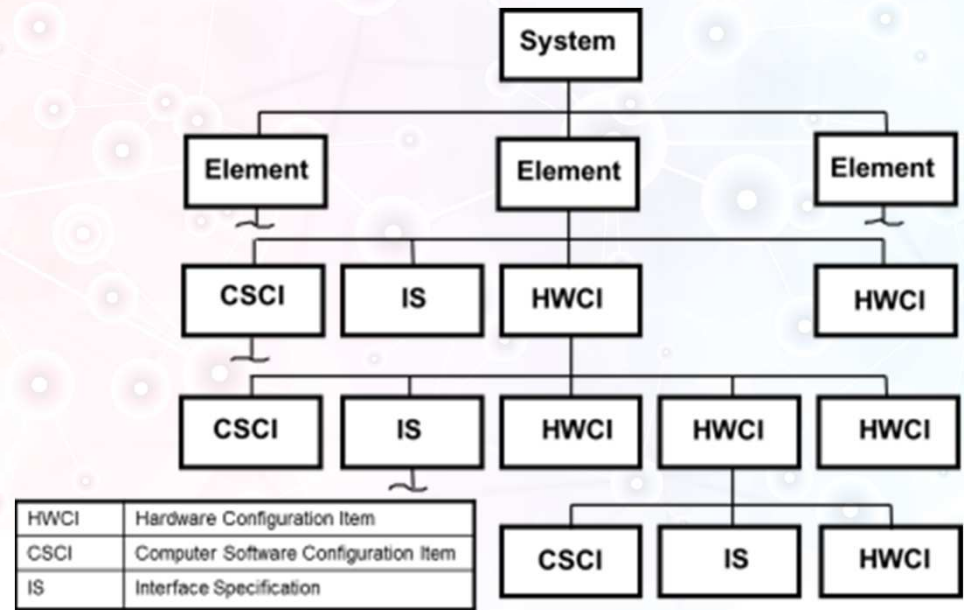 System
Element Element Element
CSCI IS HWCI HWCI
CSCI IS HWCI HWCI HWCI
HWCI Hardware Configuration Item
CSCI Computer Software Configuration Item
IS Interface Specification
CSCI IS HWCI